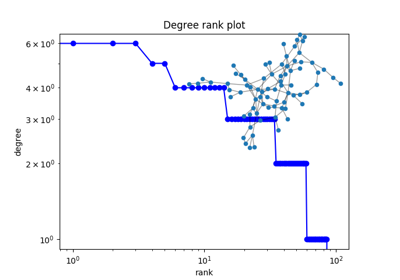 Degree rank plot
6 × 10⁰
4 × 10⁰
3 × 10⁰
2 × 10⁰
10⁰
degree
10⁰ 10¹ 10²
rank